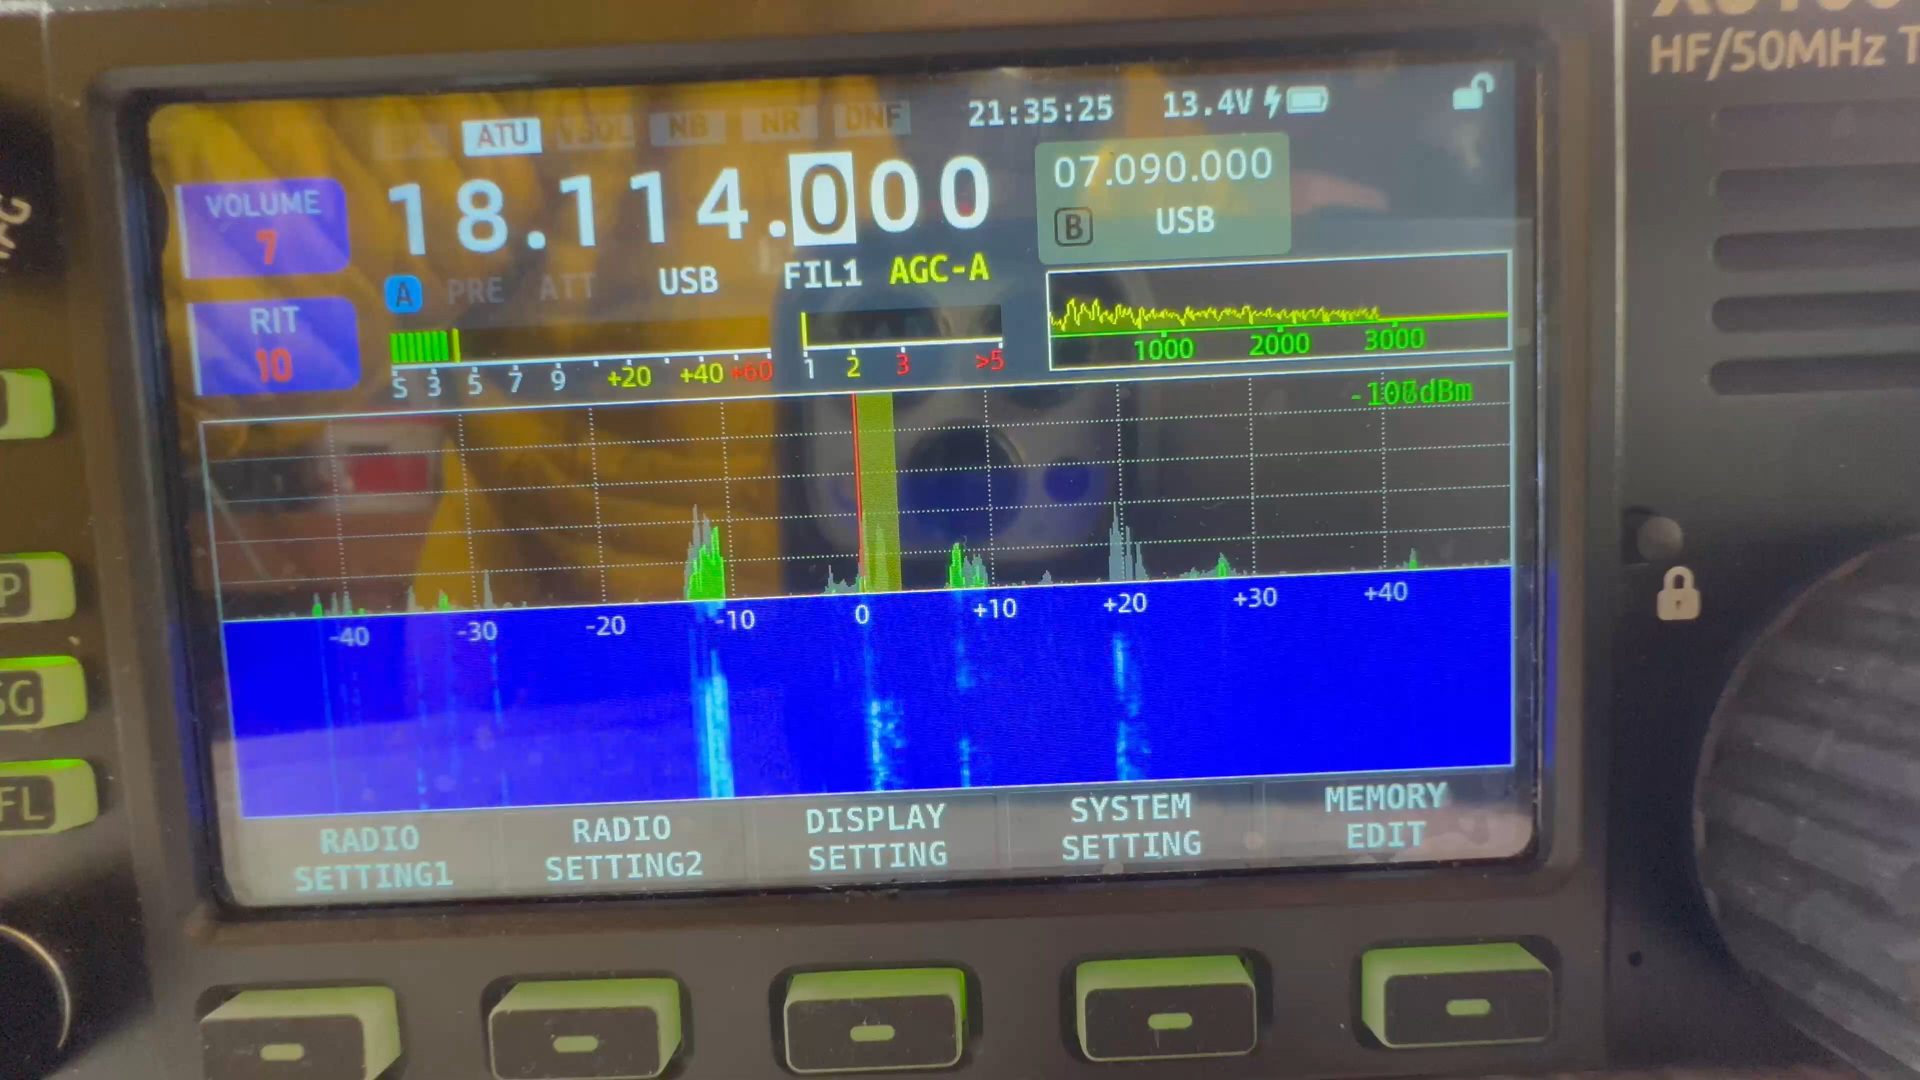 HF/50MHz T
ATU NB NR DNF 21:35:25 13.4V
VOLUME
7
18.114.000
07.090.000
B USB
RIT
10
A PRE ATT USB FIL1 AGC-A
S 3 5 7 9 +20 +40 +60
1 2 3 >5
1000 2000 3000
-40 -30 -20 -10 0 +10 +20 +30 +40
RADIO
SETTING1
RADIO
SETTING2
DISPLAY
SETTING
SYSTEM
SETTING
MEMORY
EDIT
P
FL